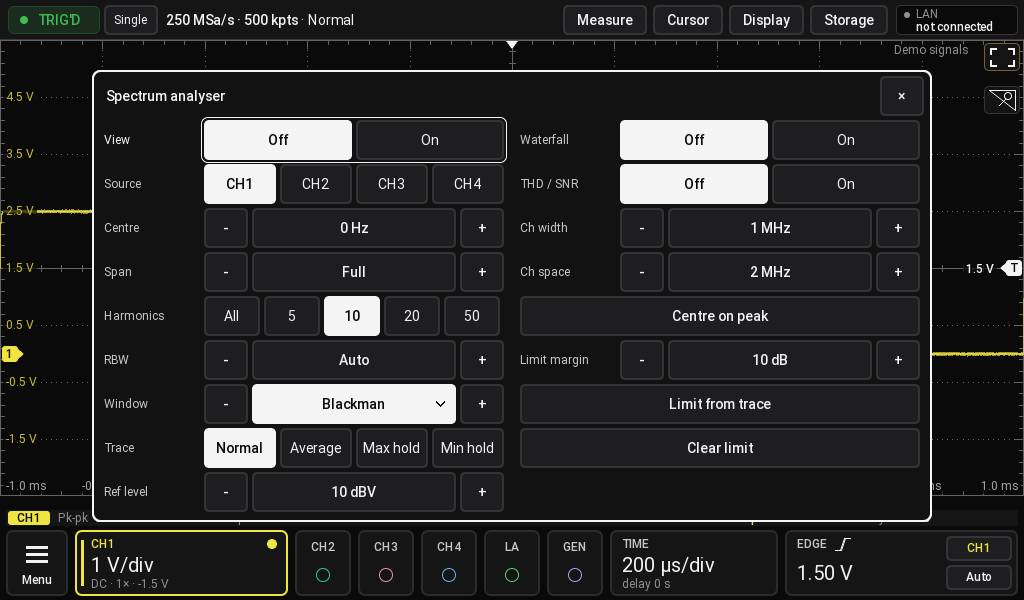 TRIG'D
Single
250 MSa/s · 500 kpts · Normal
Measure
Cursor
Display
Storage
LAN
not connected
Demo signals
4.5 V
3.5 V
2.5 V
1.5 V
0.5 V
-0.5 V
-1.5 V
1
1.5 V
T
-1.0 ms
1.0 ms
Spectrum analyser
×
View
Off
On
Waterfall
Off
On
Source
CH1
CH2
CH3
CH4
THD / SNR
Off
On
Centre
-
0 Hz
+
Ch width
-
1 MHz
+
Span
-
Full
+
Ch space
-
2 MHz
+
Harmonics
All
5
10
20
50
Centre on peak
RBW
-
Auto
+
Limit margin
-
10 dB
+
Window
-
Blackman
+
Limit from trace
Trace
Normal
Average
Max hold
Min hold
Clear limit
Ref level
-
10 dBV
+
CH1
Pk-pk
Menu
CH1
1 V/div
DC · 1× · -1.5 V
CH2
CH3
CH4
LA
GEN
TIME
200 µs/div
delay 0 s
EDGE
1.50 V
CH1
Auto